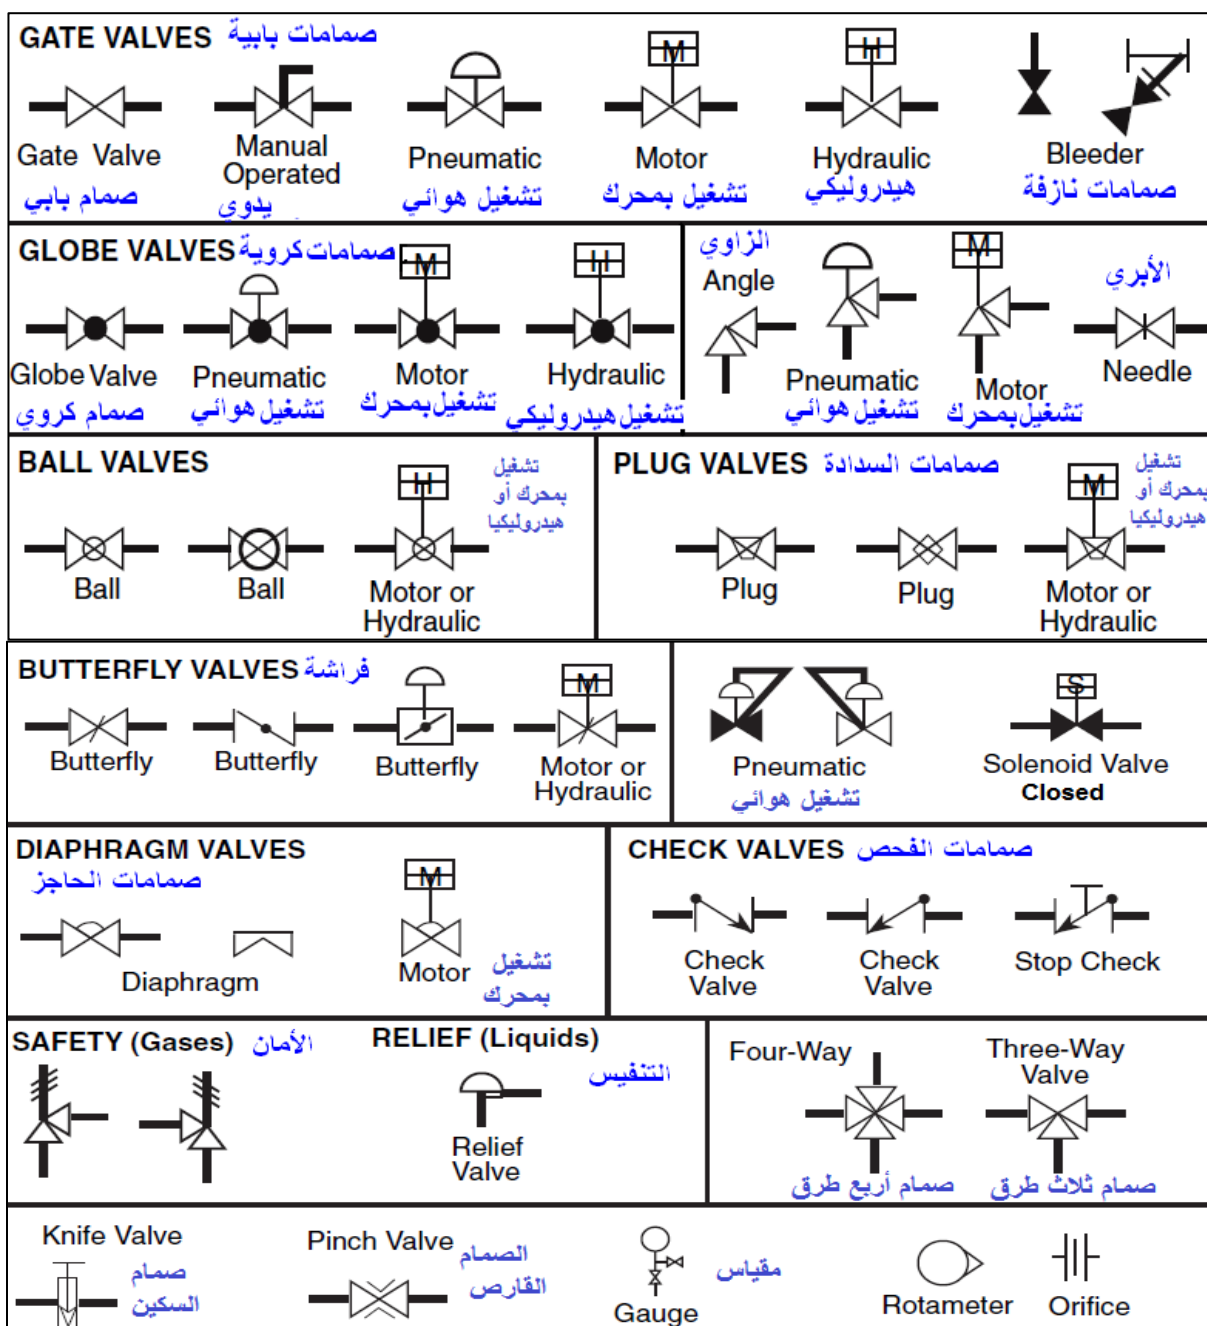 GATE VALVES صمامات بابية
M
H
Gate Valve
صمام بابي
Manual
Operated
يدوي
Pneumatic
تشغيل هوائي
Motor
تشغيل بمحرك
Hydraulic
هيدروليكي
Bleeder
صمامات نازفة
GLOBE VALVES صمامات كروية
M
H
Globe Valve
صمام كروي
Pneumatic
تشغيل هوائي
Motor
تشغيل بمحرك
Hydraulic
تشغيل هيدروليكي
الزاوي
Angle
Pneumatic
تشغيل هوائي
M
Motor
تشغيل بمحرك
الأبري
Needle
BALL VALVES
Ball
Ball
H
تشغيل
بمحرك أو
هيدروليكيا
Motor or
Hydraulic
PLUG VALVES صمامات السدادة
Plug
Plug
M
تشغيل
بمحرك أو
هيدروليكيا
Motor or
Hydraulic
BUTTERFLY VALVES فراشة
Butterfly
Butterfly
Butterfly
M
Motor or
Hydraulic
Pneumatic
تشغيل هوائي
S
Solenoid Valve
Closed
DIAPHRAGM VALVES
صمامات الحاجز
Diaphragm
M
Motor
تشغيل
بمحرك
CHECK VALVES صمامات الفحص
Check
Valve
Check
Valve
Stop Check
SAFETY (Gases) الأمان
RELIEF (Liquids)
التنفيس
Relief
Valve
Four-Way
صمام أربع طرق
Three-Way
Valve
صمام ثلاث طرق
Knife Valve
صمام
السكين
Pinch Valve
الصمام
القارص
Gauge
مقياس
Rotameter
Orifice